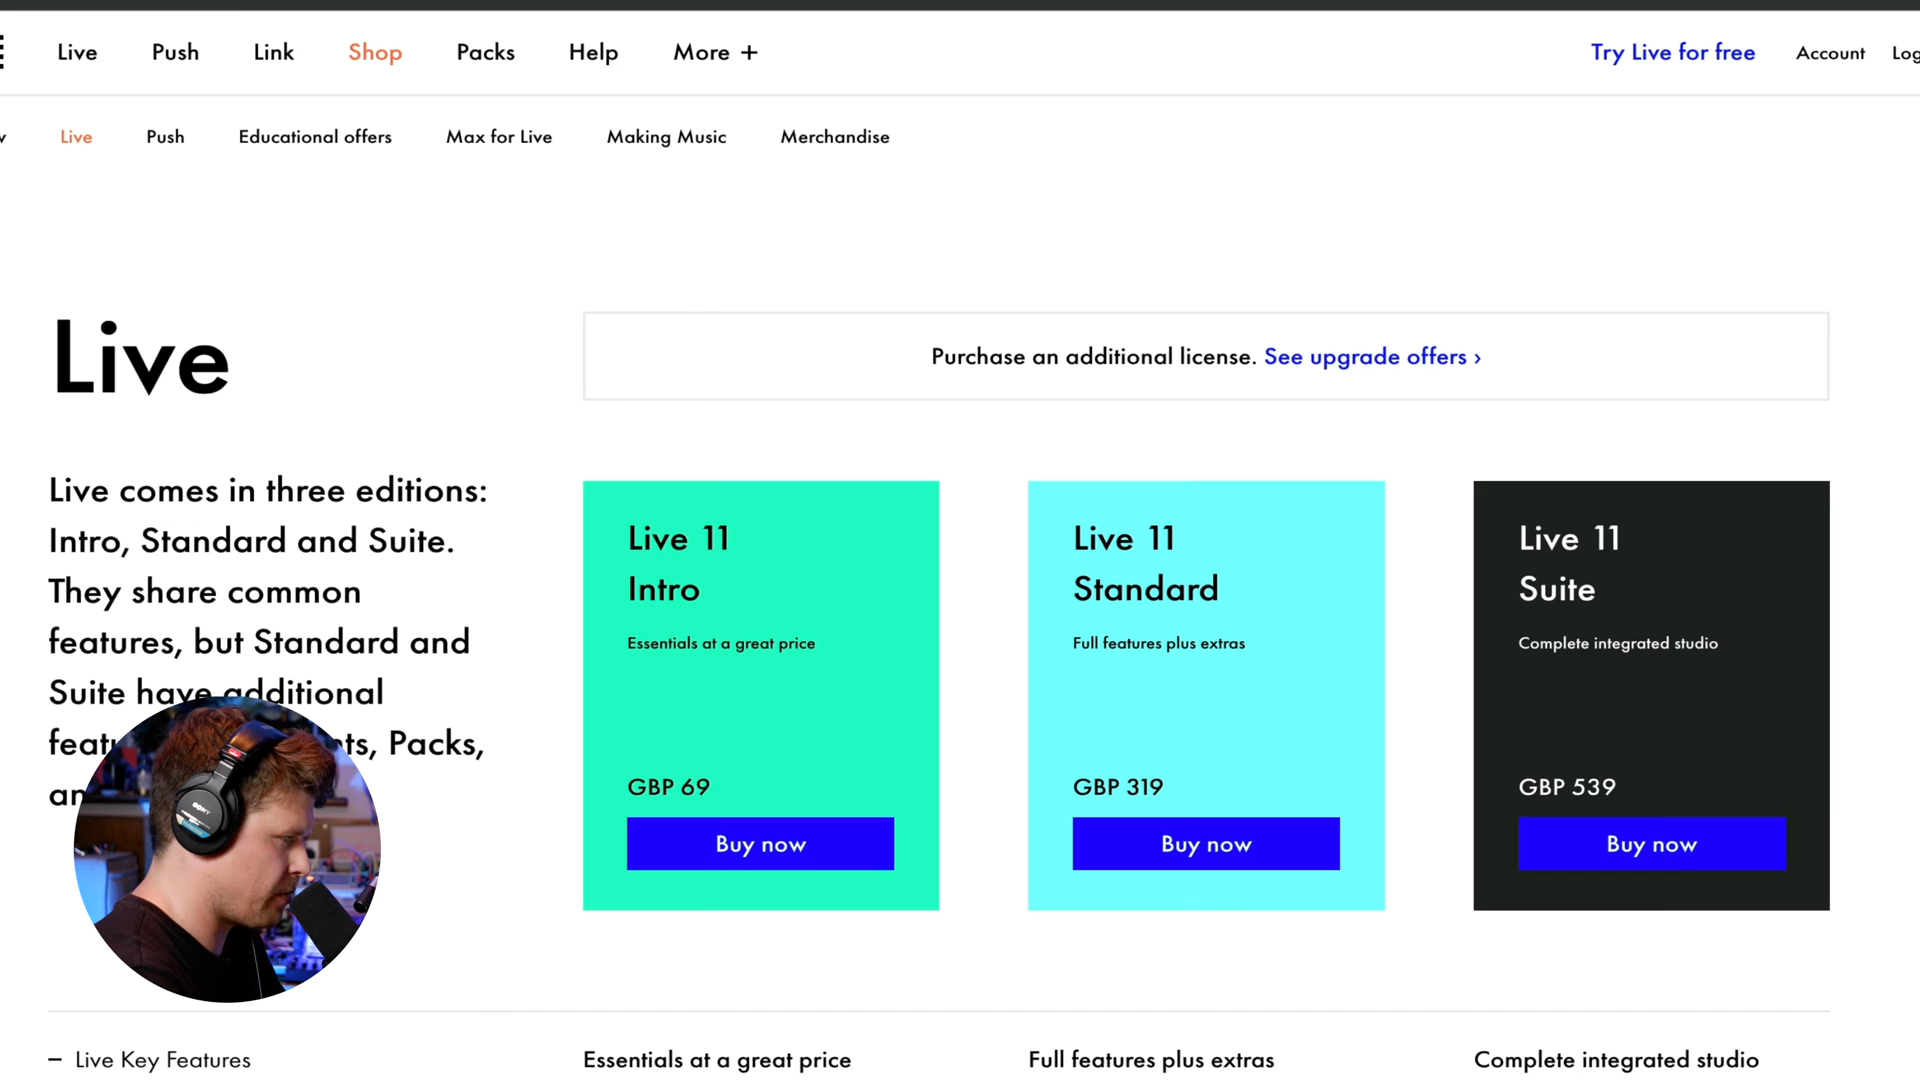 Live Push Link Shop Packs Help More +
Try Live for free Account
Live Push Educational offers Max for Live Making Music Merchandise
Live
Purchase an additional license. See upgrade offers ›
Live comes in three editions:
Intro, Standard and Suite.
They share common
features, but Standard and
Suite have additional
Packs,
Live 11
Intro
Essentials at a great price
GBP 69
Buy now
Live 11
Standard
Full features plus extras
GBP 319
Buy now
Live 11
Suite
Complete integrated studio
GBP 539
Buy now
SONY
– Live Key Features
Essentials at a great price
Full features plus extras
Complete integrated studio